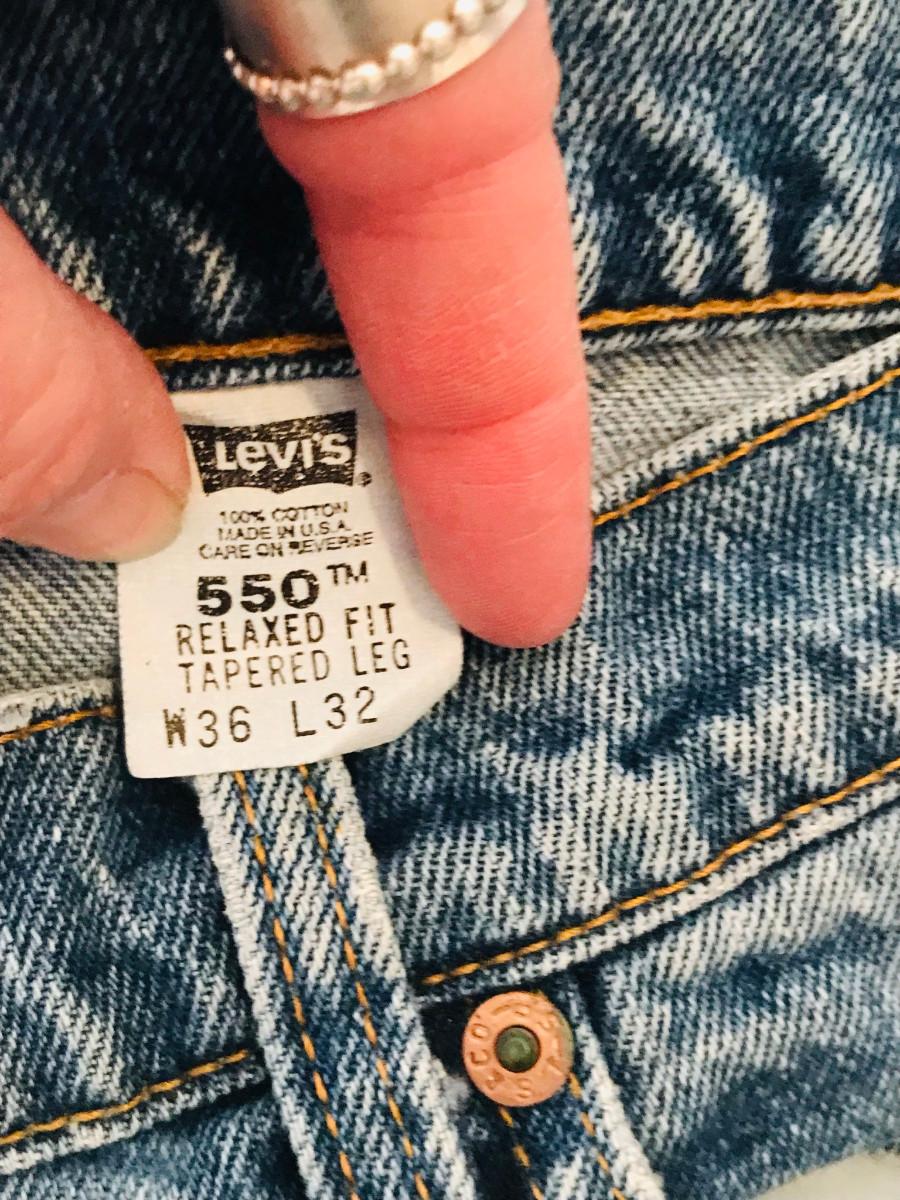 LEVI'S®
100% COTTON
MADE IN U.S.A.
CARE ON REVERSE
550™
RELAXED FIT
TAPERED LEG
W36 L32